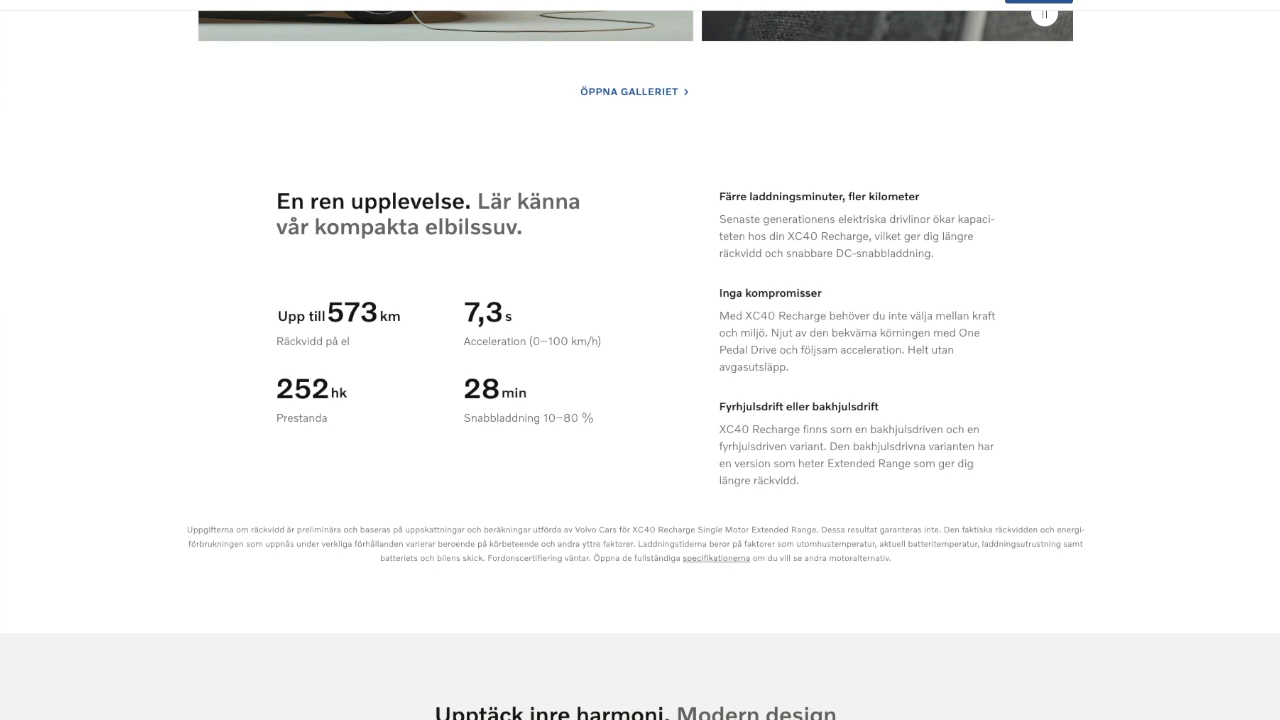 ÖPPNA GALLERIET
En ren upplevelse. Lär känna
vår kompakta elbilssuv.
Upp till 573 km
Räckvidd på el
7,3 s
Acceleration (0–100 km/h)
252 hk
Prestanda
28 min
Snabbladdning 10–80 %
Färre laddningsminuter, fler kilometer
Senaste generationens elektriska drivlinor ökar kapaci-
teten hos din XC40 Recharge, vilket ger dig längre
räckvidd och snabbare DC-snabbladdning.
Inga kompromisser
Med XC40 Recharge behöver du inte välja mellan kraft
och miljö. Njut av den bekväma körningen med One
Pedal Drive och följsam acceleration. Helt utan
avgasutsläpp.
Fyrhjulsdrift eller bakhjulsdrift
XC40 Recharge finns som en bakhjulsdriven och en
fyrhjulsdriven variant. Den bakhjulsdrivna varianten har
en version som heter Extended Range som ger dig
längre räckvidd.
Uppgifterna om räckvidd är preliminära och baseras på uppskattningar och beräkningar utförda av Volvo Cars för XC40 Recharge Single Motor Extended Range. Dessa resultat garanteras inte. Den faktiska räckvidden och energi-
förbrukningen som uppnås under verkliga förhållanden varierar beroende på körbeteende och andra yttre faktorer. Laddningstiderna beror på faktorer som utomhustemperatur, aktuell batteritemperatur, laddningsutrustning samt
batteriets och bilens skick. Fordonscertifiering väntar. Öppna de fullständiga specifikationerna om du vill se andra motoralternativ.
Upptäck inre harmoni. Modern design